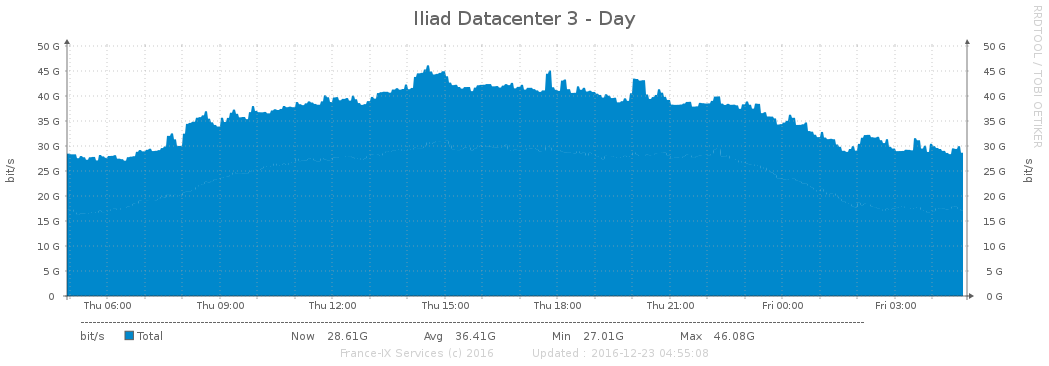 Iliad Datacenter 3 - Day
RRDTOOL / TOBI OETIKER
50 G 50 G
45 G 45 G
40 G 40 G
35 G 35 G
30 G 30 G
25 G 25 G
20 G 20 G
15 G 15 G
10 G 10 G
5 G 5 G
0 0 G
bit/s bit/s
Thu 06:00 Thu 09:00 Thu 12:00 Thu 15:00 Thu 18:00 Thu 21:00 Fri 00:00 Fri 03:00
bit/s Total Now 28.61G Avg 36.41G Min 27.01G Max 46.08G
France-IX Services (c) 2016 Updated : 2016-12-23 04:55:08